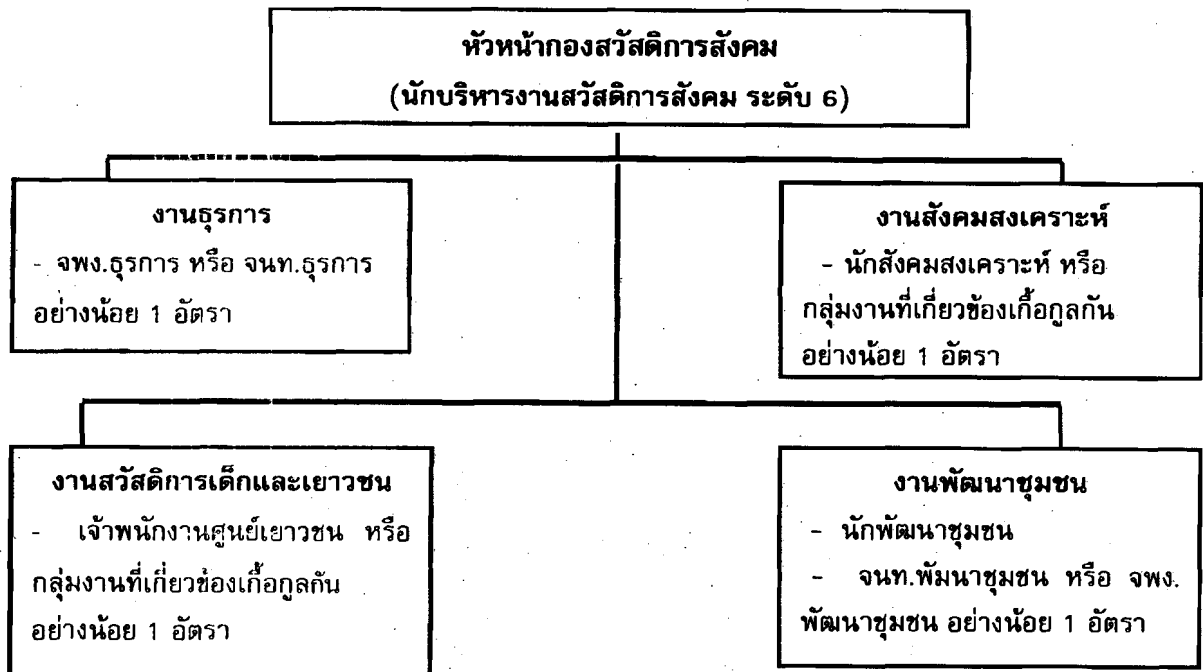 หัวหน้ากองสวัสดิการสังคม
(นักบริหารงานสวัสดิการสังคม ระดับ 6)
งานธุรการ
- จพง.ธุรการ หรือ จนท.ธุรการ
อย่างน้อย 1 อัตรา
งานสังคมสงเคราะห์
- นักสังคมสงเคราะห์ หรือ
กลุ่มงานที่เกี่ยวข้องเกื้อกูลกัน
อย่างน้อย 1 อัตรา
งานสวัสดิการเด็กและเยาวชน
- เจ้าพนักงานศูนย์เยาวชน หรือ
กลุ่มงานที่เกี่ยวข้องเกื้อกูลกัน
อย่างน้อย 1 อัตรา
งานพัฒนาชุมชน
- นักพัฒนาชุมชน
- จนท.พัมนาชุมชน หรือ จพง.
พัฒนาชุมชน อย่างน้อย 1 อัตรา